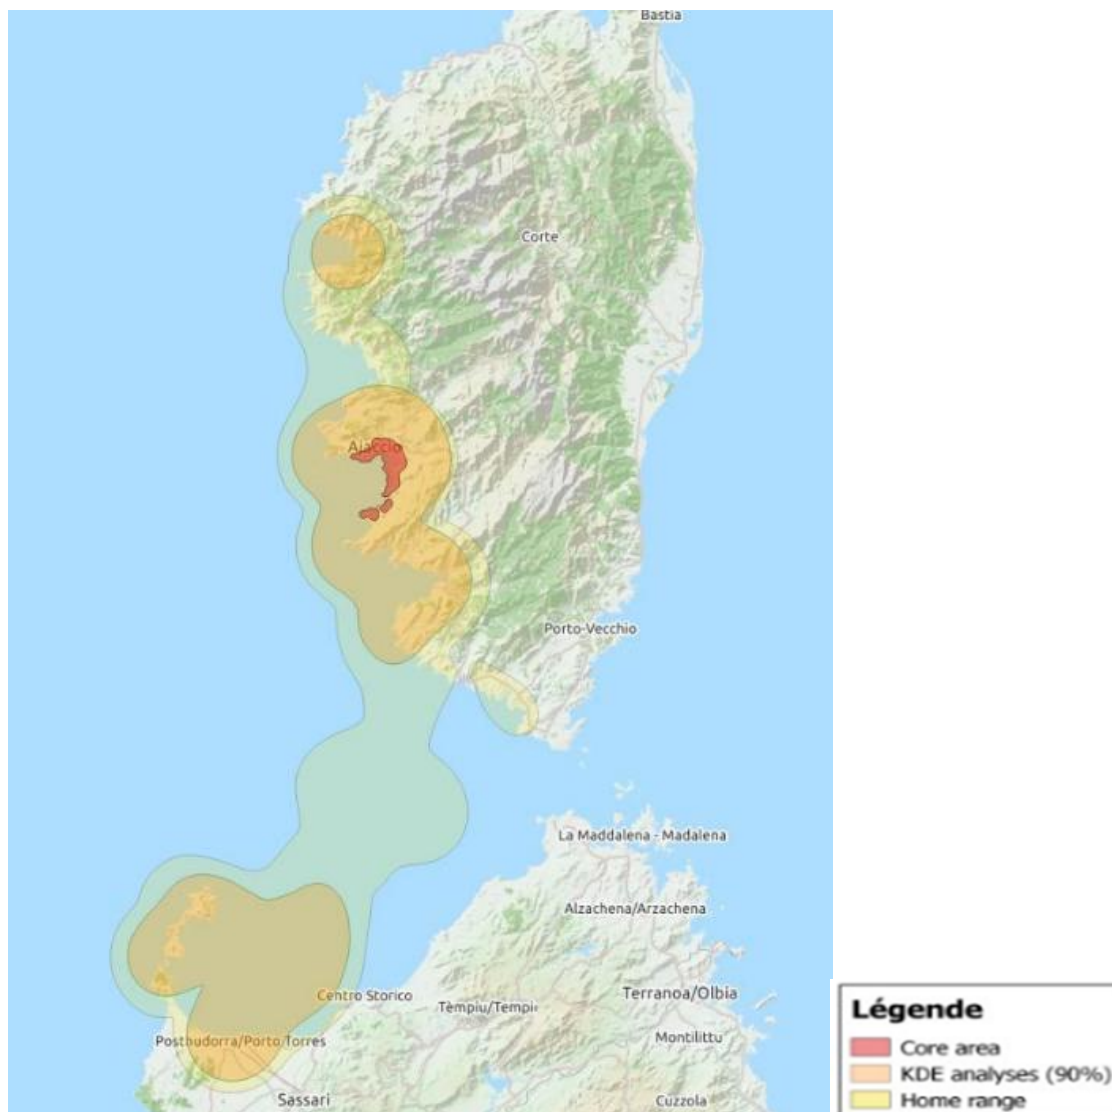 Bastia
Corte
Ajaccio
Porto-Vecchio
La Maddalena - Madalena
Alzachena/Arzachena
Terranoa/Olbia
Centro Storico
Tèmpiu/Tempii
Posthudorra/Porto Torres
Montilittu
Sassari
Cuzzola
Légende
Core area
KDE analyses (90%)
Home range